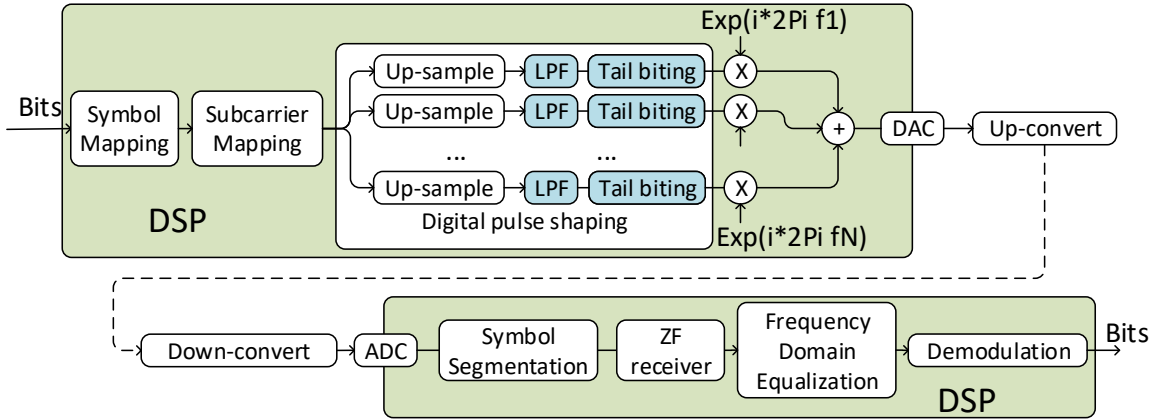 Exp(i*2Pi f1)
Bits
Symbol
Mapping
Subcarrier
Mapping
Up-sample LPF Tail biting X
Up-sample LPF Tail biting X
... ...
Up-sample LPF Tail biting X
+
DAC
Up-convert
Digital pulse shaping
DSP
Exp(i*2Pi fN)
Down-convert
ADC
Symbol
Segmentation
ZF
receiver
Frequency
Domain
Equalization
Demodulation
Bits
DSP